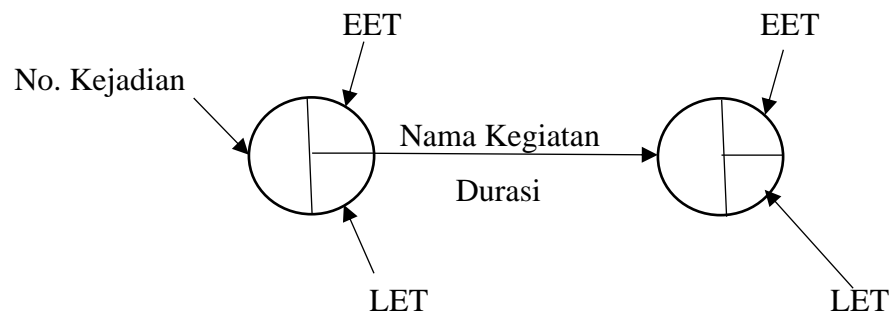 EET
EET
No. Kejadian
Nama Kegiatan
Durasi
LET
LET